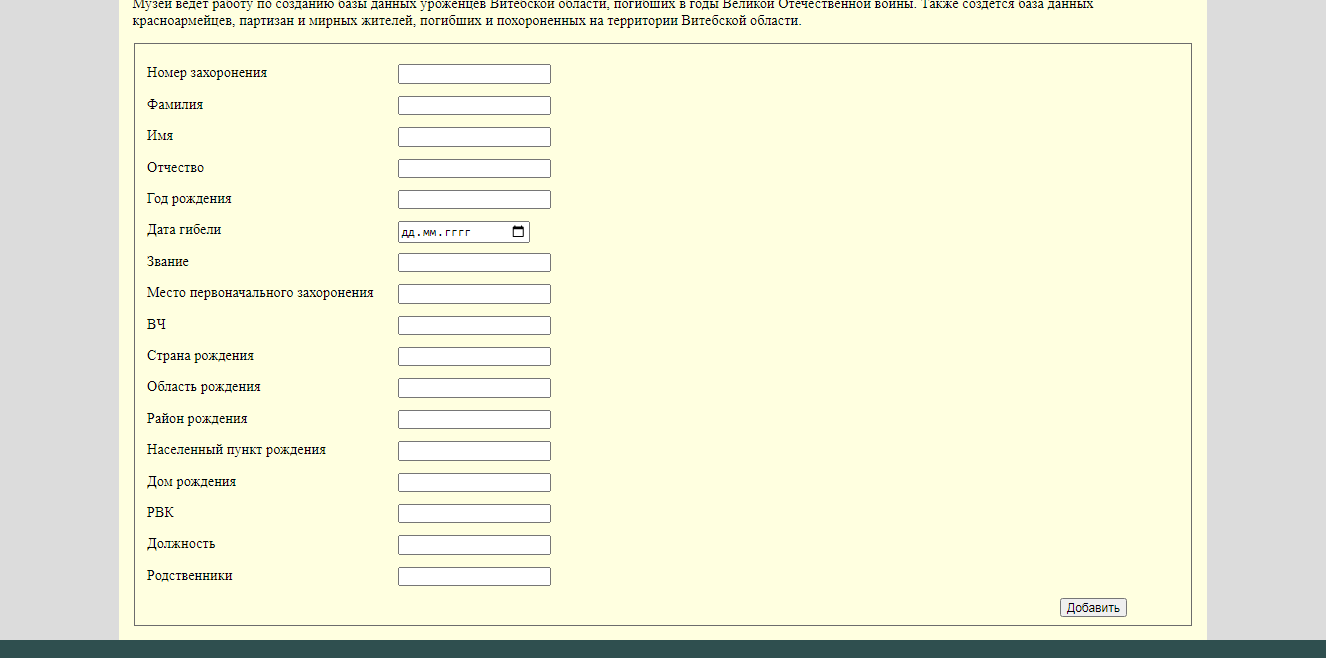 Музей ведет работу по созданию базы данных уроженцев Витебской области, погибших в годы Великой Отечественной войны. Также создется база данных
красноармейцев, партизан и мирных жителей, погибших и похороненных на территории Витебской области.
Номер захоронения
Фамилия
Имя
Отчество
Год рождения
Дата гибели дд.мм.гггг
Звание
Место первоначального захоронения
ВЧ
Страна рождения
Область рождения
Район рождения
Населенный пункт рождения
Дом рождения
РВК
Должность
Родственники
Добавить